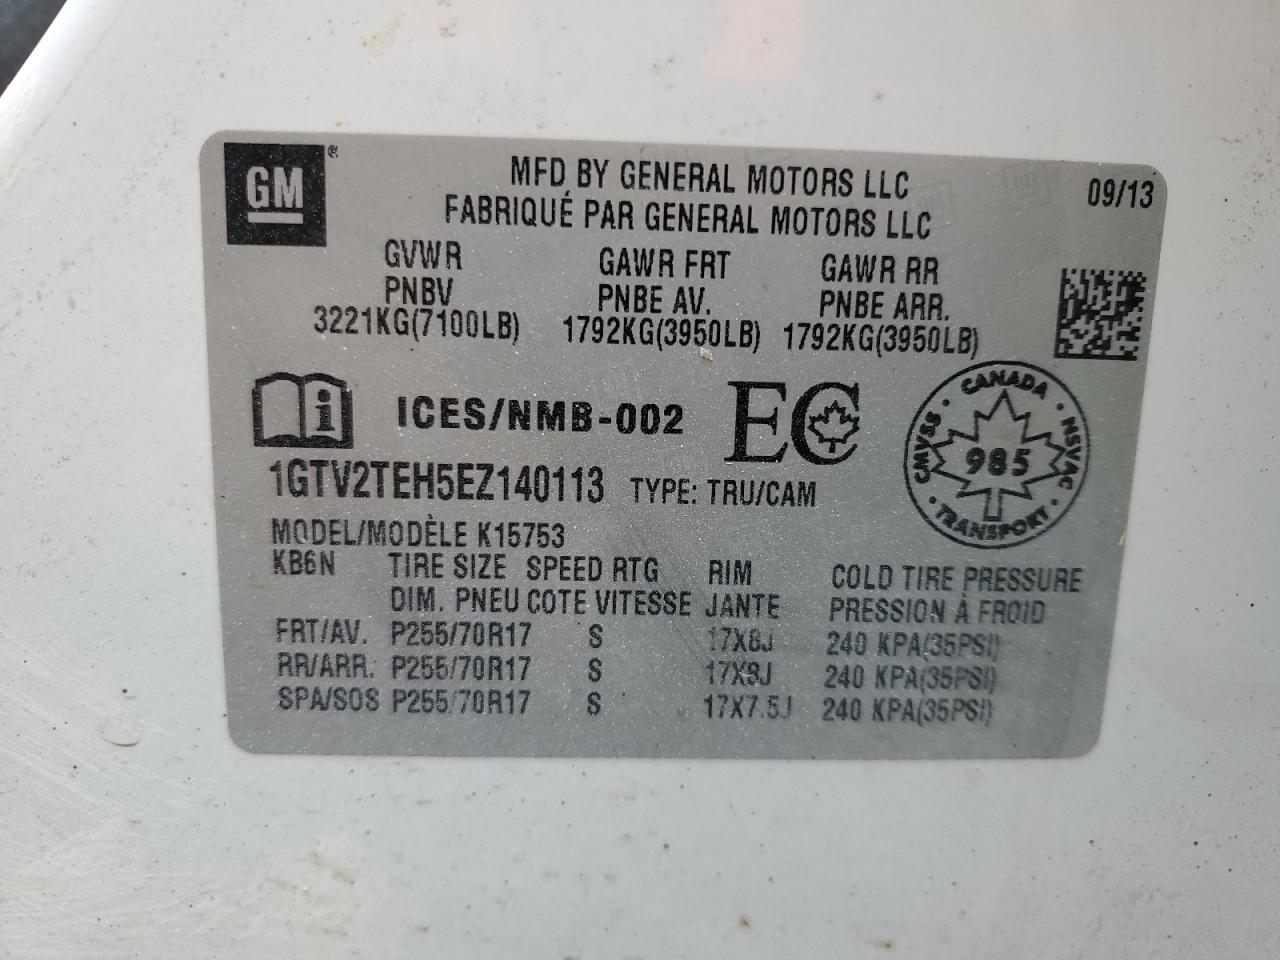 GM®
MFD BY GENERAL MOTORS LLC
FABRIQUÉ PAR GENERAL MOTORS LLC
09/13
GVWR GAWR FRT GAWR RR
PNBV PNBE AV. PNBE ARR.
3221KG(7100LB) 1792KG(3950LB) 1792KG(3950LB)
i ICES/NMB-002 EC
CANADA · NSVAC · TRANSPORT · CMVSS ·
985
1GTV2TEH5EZ140113 TYPE: TRU/CAM
MODEL/MODÈLE K15753
KB6N TIRE SIZE SPEED RTG RIM COLD TIRE PRESSURE
DIM. PNEU COTE VITESSE JANTE PRESSION À FROID
FRT/AV. P255/70R17 S 17X8J 240 KPA(35PSI)
RR/ARR. P255/70R17 S 17X8J 240 KPA(35PSI)
SPA/SOS P255/70R17 S 17X7.5J 240 KPA(35PSI)